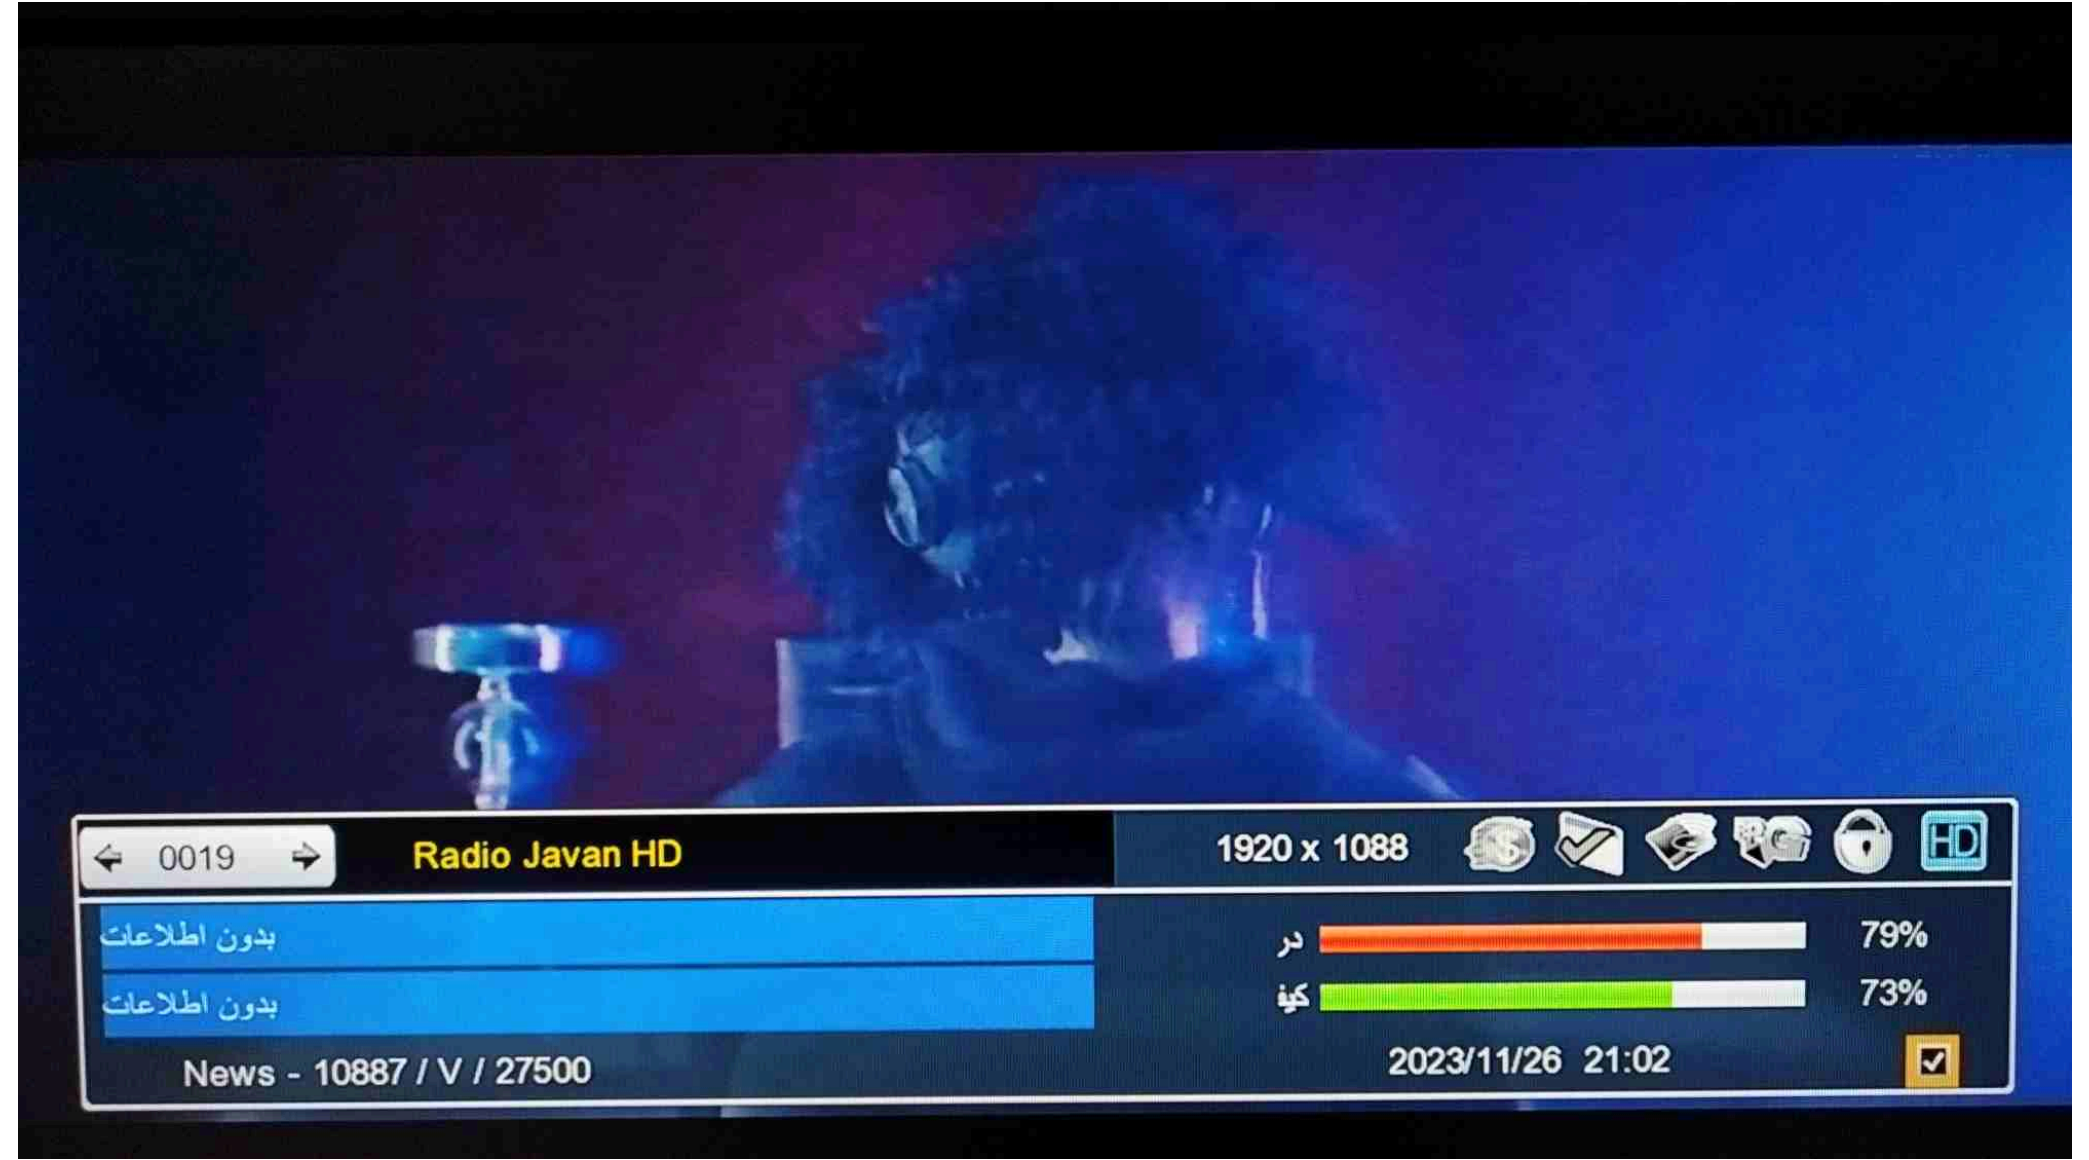 0019
Radio Javan HD
1920 x 1088
HD
بدون اطلاعات
در
79%
بدون اطلاعات
کیف
73%
News - 10887 / V / 27500
2023/11/26 21:02